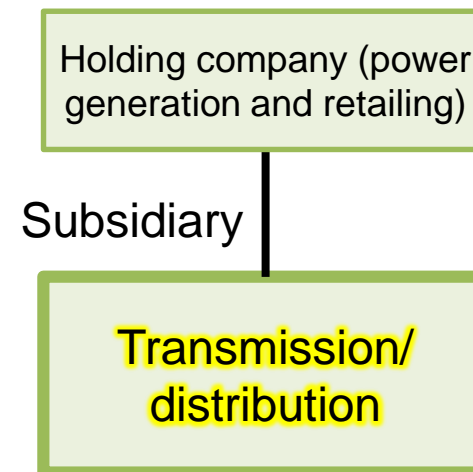 Holding company (power
generation and retailing)
Subsidiary
Transmission/
distribution